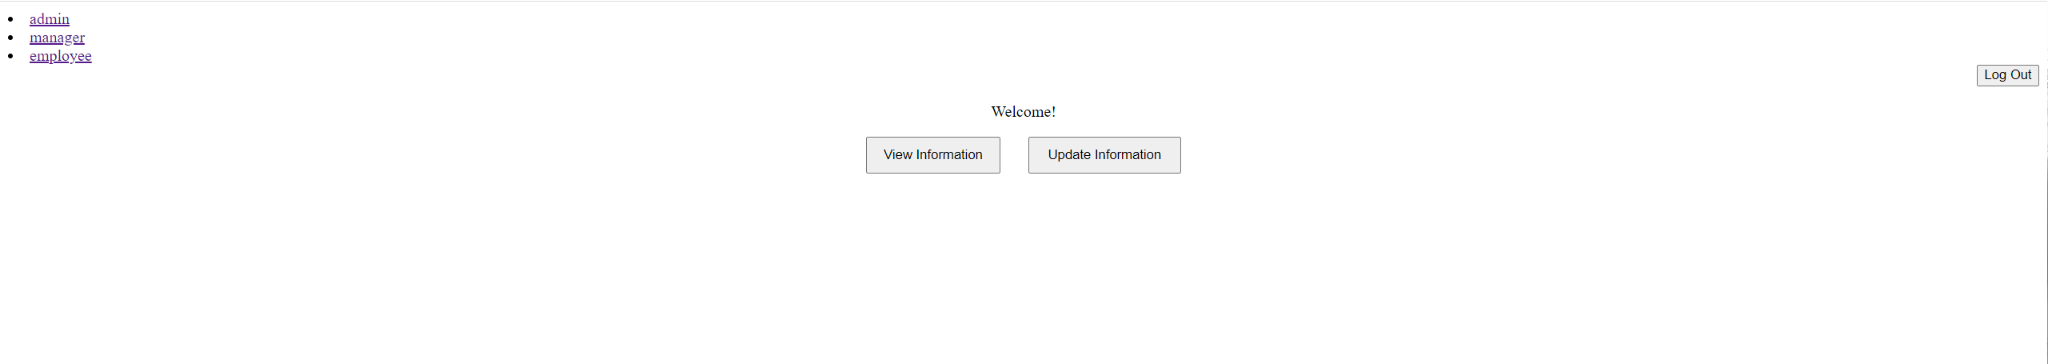 admin
manager
employee
Log Out
Welcome!
View Information
Update Information